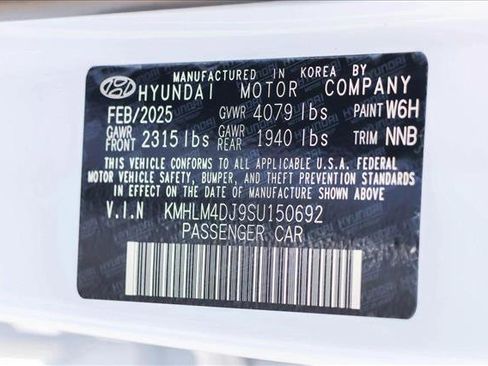 MANUFACTURED IN KOREA BY
HYUNDAI MOTOR COMPANY
FEB/2025 GVWR 4079 lbs PAINT W6H
GAWR FRONT 2315 lbs GAWR REAR 1940 lbs TRIM NNB
THIS VEHICLE CONFORMS TO ALL APPLICABLE U.S.A. FEDERAL
MOTOR VEHICLE SAFETY, BUMPER, AND THEFT PREVENTION STANDARDS
IN EFFECT ON THE DATE OF MANUFACTURE SHOWN ABOVE
V.I.N KMHLM4DJ9SU150692
PASSENGER CAR